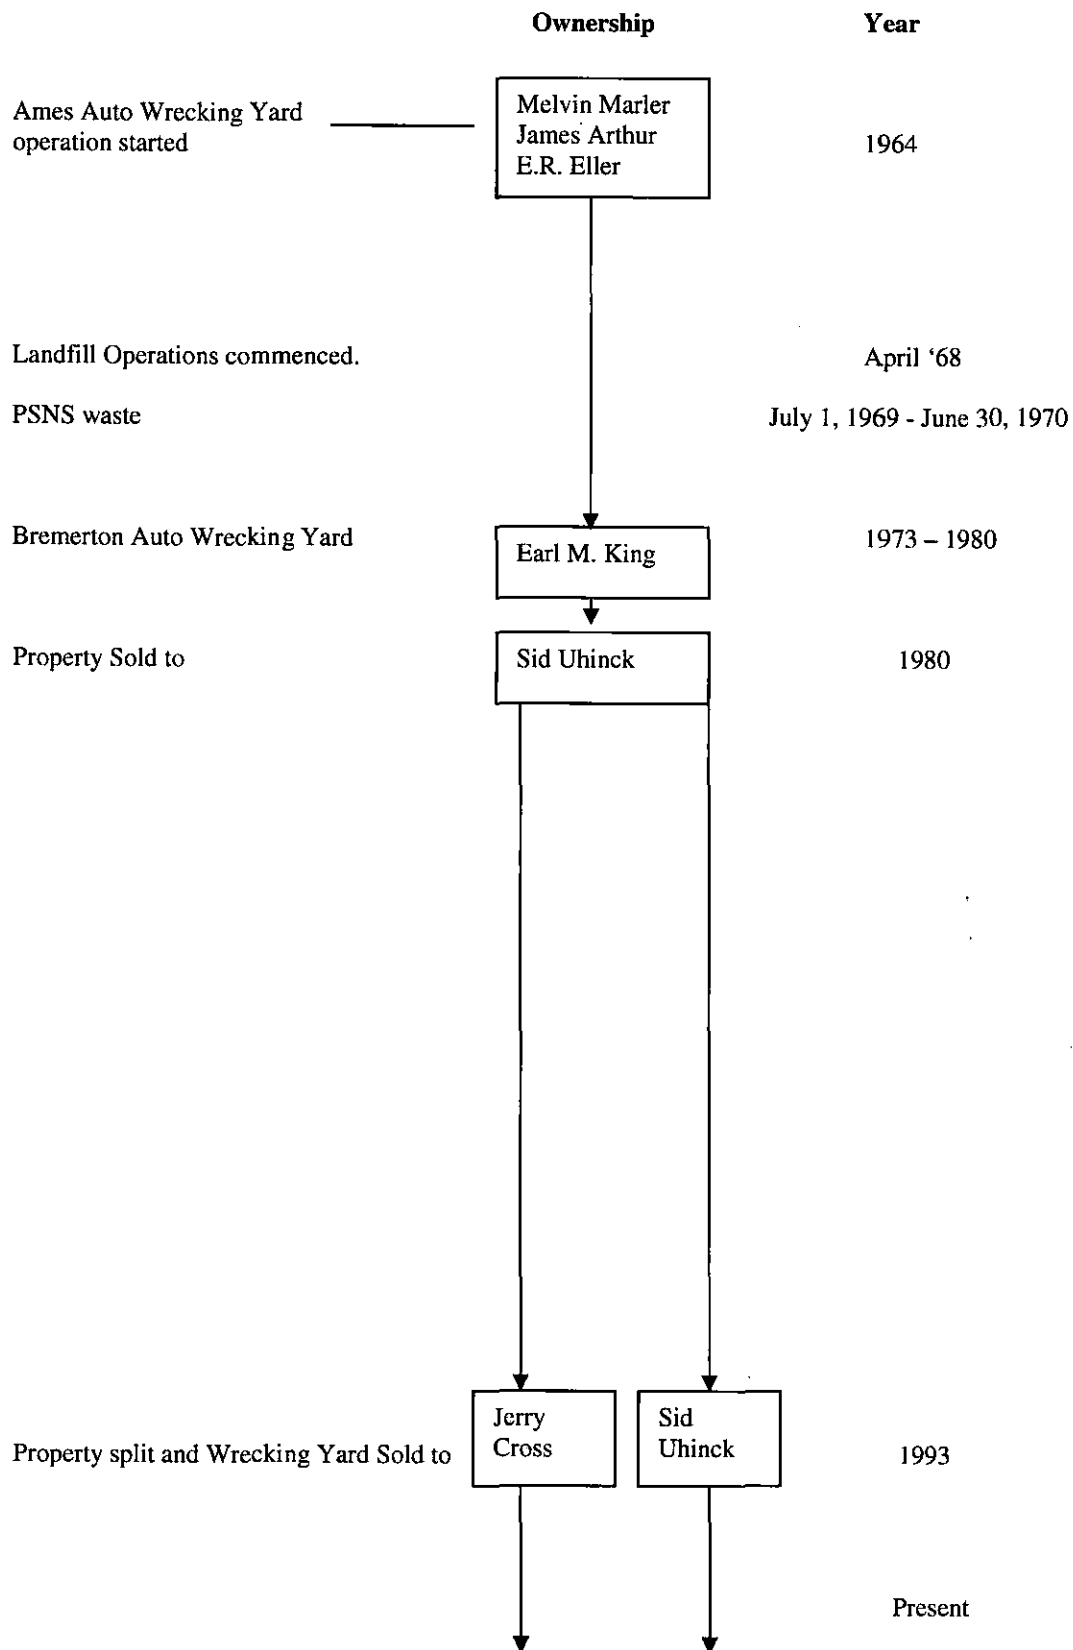 Ownership Year
Ames Auto Wrecking Yard
operation started
Melvin Marler
James Arthur
E.R. Eller
1964
Landfill Operations commenced. April ‘68
PSNS waste July 1, 1969 - June 30, 1970
Bremerton Auto Wrecking Yard Earl M. King 1973 – 1980
Property Sold to Sid Uhinck 1980
Property split and Wrecking Yard Sold to
Jerry
Cross
Sid
Uhinck
1993
Present